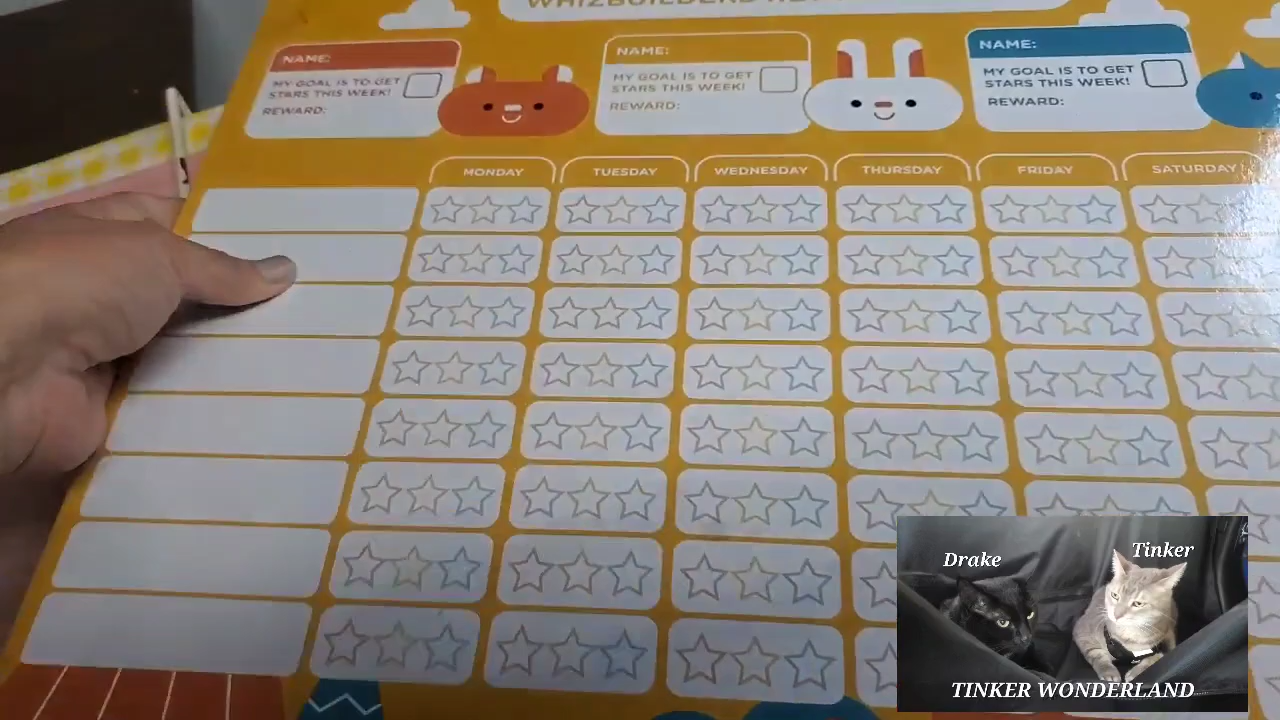 WHIZBUILDERS
NAME:
MY GOAL IS TO GET
STARS THIS WEEK!
REWARD:
NAME:
MY GOAL IS TO GET
STARS THIS WEEK!
REWARD:
NAME:
MY GOAL IS TO GET
STARS THIS WEEK!
REWARD:
MONDAY TUESDAY WEDNESDAY THURSDAY FRIDAY SATURDAY
Drake Tinker
TINKER WONDERLAND